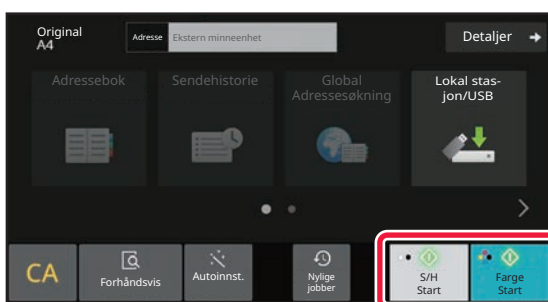 Original
A4
Adresse
Ekstern minneenhet
Detaljer
Adressebok
Sendehistorie
Global
Adressesøkning
Lokal stas-
jon/USB
CA
Forhåndsvis
Autoinnst.
Nylige
jobber
S/H
Start
Farge
Start